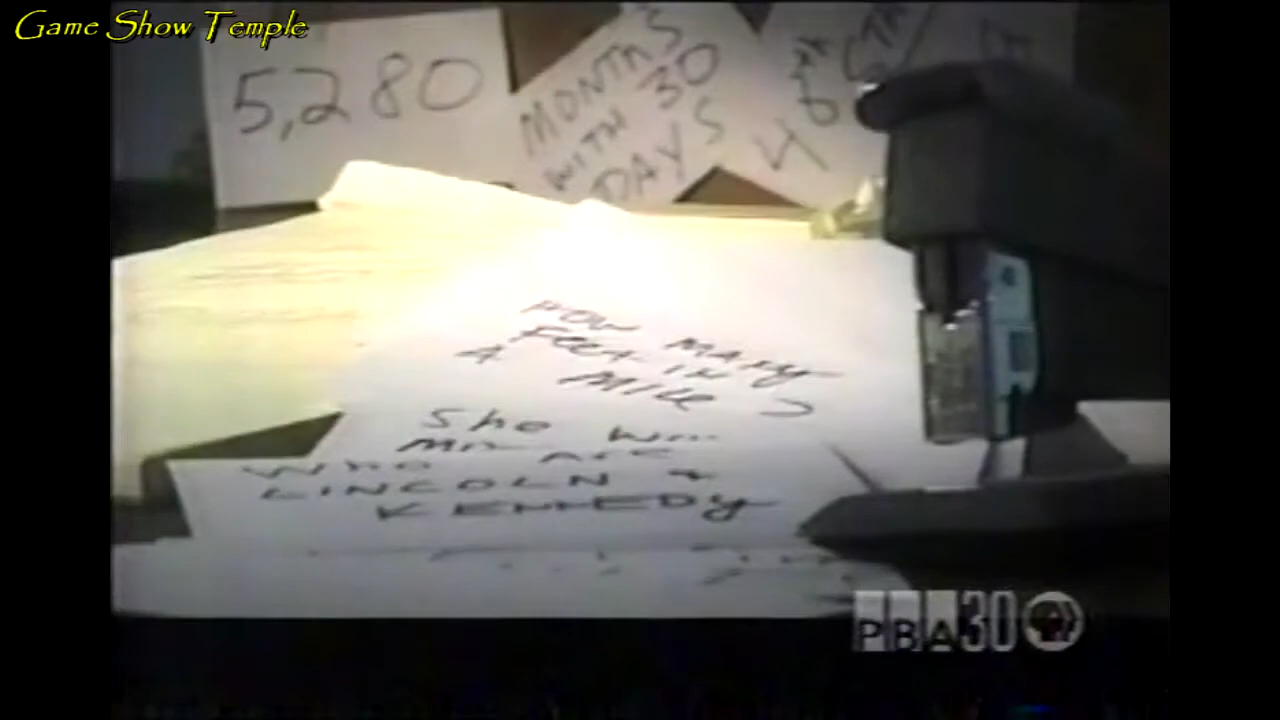 Game Show Temple
5,280
MONTHS
WITH 30
DAYS
HOW MANY
FEET IN
A MILE ?
She
Who are
LINCOLN +
KENNEDY
PBA30